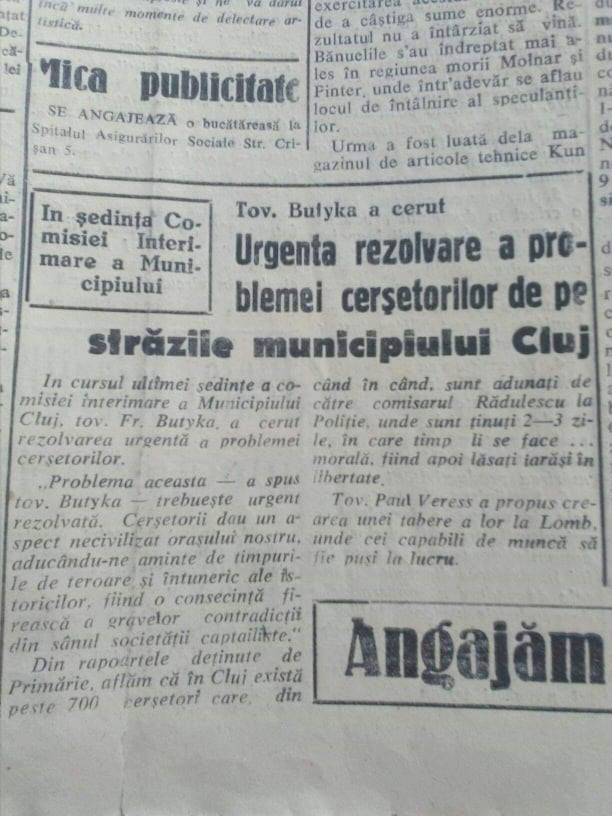 încă multe momente de delectare ar-
tistică.
Mica publicitate
SE ANGAJEAZĂ o bucătăreasă la
Spitalul Asigurărilor Sociale Str. Cri-
șan 5.
de a câștiga sume enorme. Re-
zultatul nu a întârziat să vină.
Bănuelile s'au îndreptat mai a-
les în regiunea morii Molnar și
Pinter, unde într'adevăr se aflau
locul de întâlnire al speculanți-
lor.
Urma a fost luată dela ma-
gazinul de articole tehnice Kun
In ședința Co-
misiei Interi-
mare a Muni-
cipiului
Tov. Butyka a cerut
Urgenta rezolvare a pro-
blemei cerșetorilor de pe
străziie municipiului Cluj
In cursul ultimei ședințe a co-
misiei interimare a Municipiului
Cluj, tov. Fr. Butyka, a cerut
rezolvarea urgentă a problemei
cerșetorilor.
„Problema aceasta — a spus
tov. Butyka — trebuește urgent
rezolvată. Cerșetorii dau un a-
spect necivilizat orașului nostru,
aducându-ne aminte de timpuri-
le de teroare și întuneric ale is-
toricilor, fiind o consecință fi-
rească a gravelor contradicții
din sânul societății captailikte."
Din rapoartele deținute de
Primărie, aflăm că în Cluj există
peste 700 cerșetori care, din
când în când, sunt adunați de
către comisarul Rădulescu la
Poliție, unde sunt ținuți 2—3 zi-
le, în care timp li se face ...
morală, fiind apoi lăsați iarăși în
libertate.
Tov. Paul Veress a propus cre-
area unei tabere a lor la Lomb,
unde cei capabili de muncă să
fie puși la lucru.
Angajăm